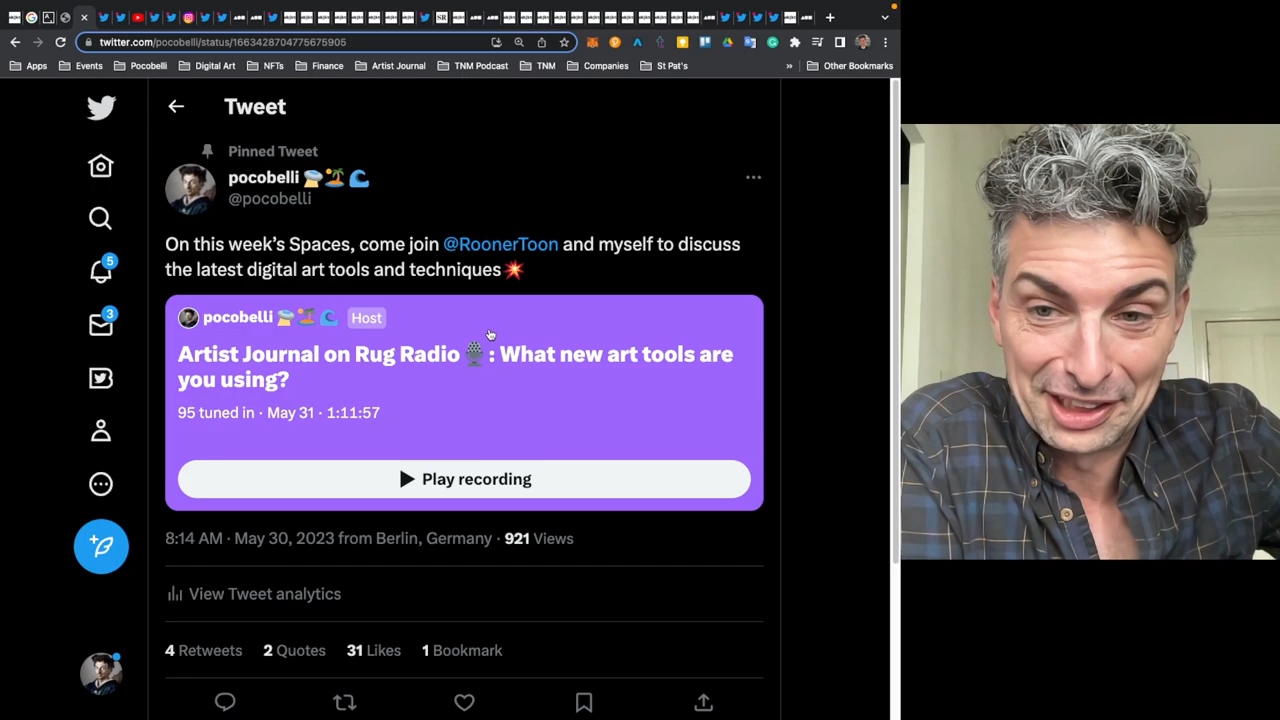 twitter.com/pocobelli/status/1663428704775675905
Apps Events Pocobelli Digital Art NFTs Finance Artist Journal TNM Podcast TNM Companies St Pat's » Other Bookmarks
Tweet
Pinned Tweet
pocobelli
@pocobelli
On this week's Spaces, come join @RoonerToon and myself to discuss
the latest digital art tools and techniques
pocobelli Host
Artist Journal on Rug Radio 🎙: What new art tools are
you using?
95 tuned in · May 31 · 1:11:57
Play recording
8:14 AM · May 30, 2023 from Berlin, Germany · 921 Views
View Tweet analytics
4 Retweets 2 Quotes 31 Likes 1 Bookmark
5
3